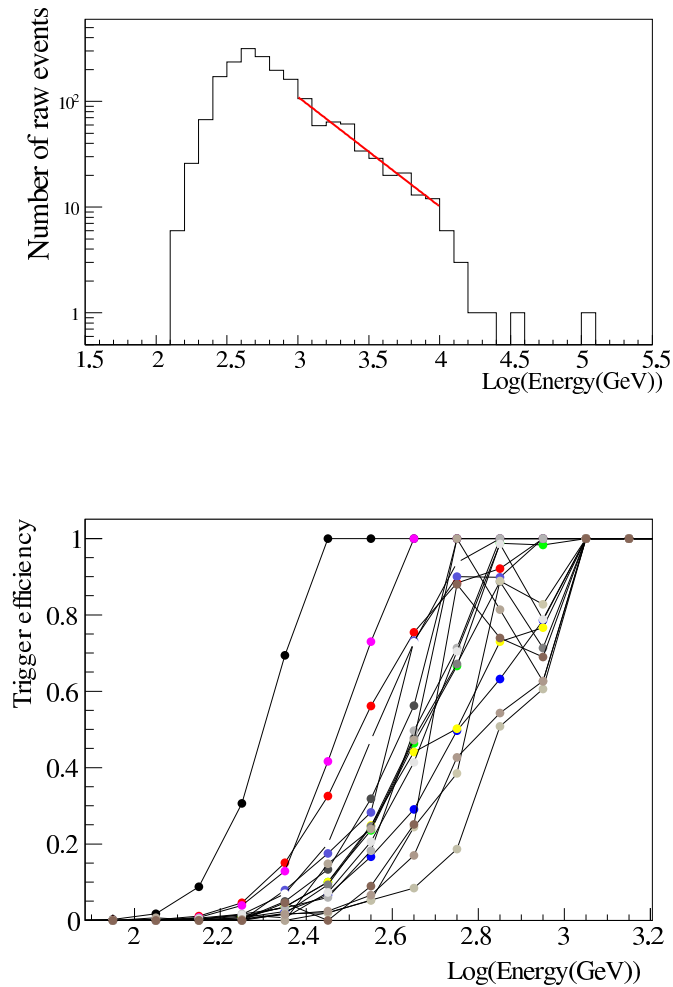 Number of raw events
10²
10
1
1.5 2 2.5 3 3.5 4 4.5 5 5.5
Log(Energy(GeV))
Trigger efficiency
1
0.8
0.6
0.4
0.2
0
2 2.2 2.4 2.6 2.8 3 3.2
Log(Energy(GeV))